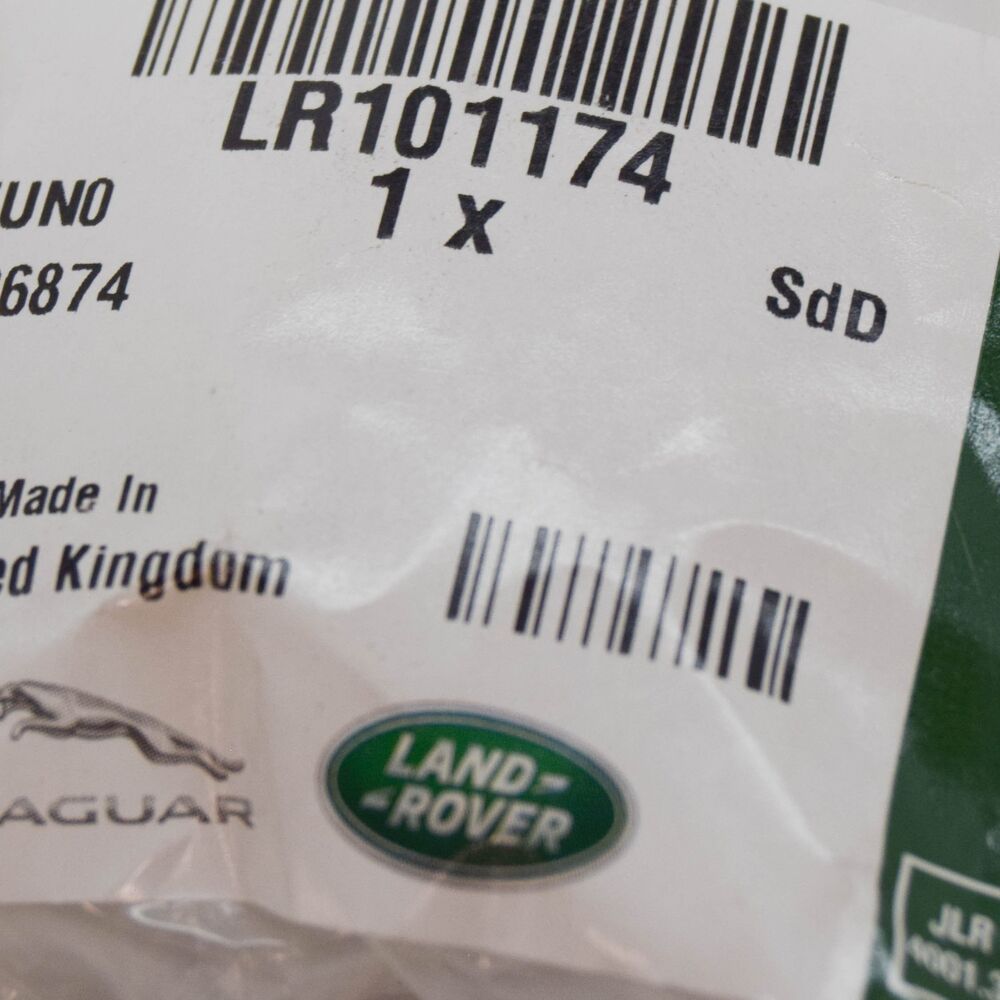 LR101174
1 x
UNO
6874
SdD
Made In
ed Kingdom
LAND-
-ROVER
AGUAR
JLR